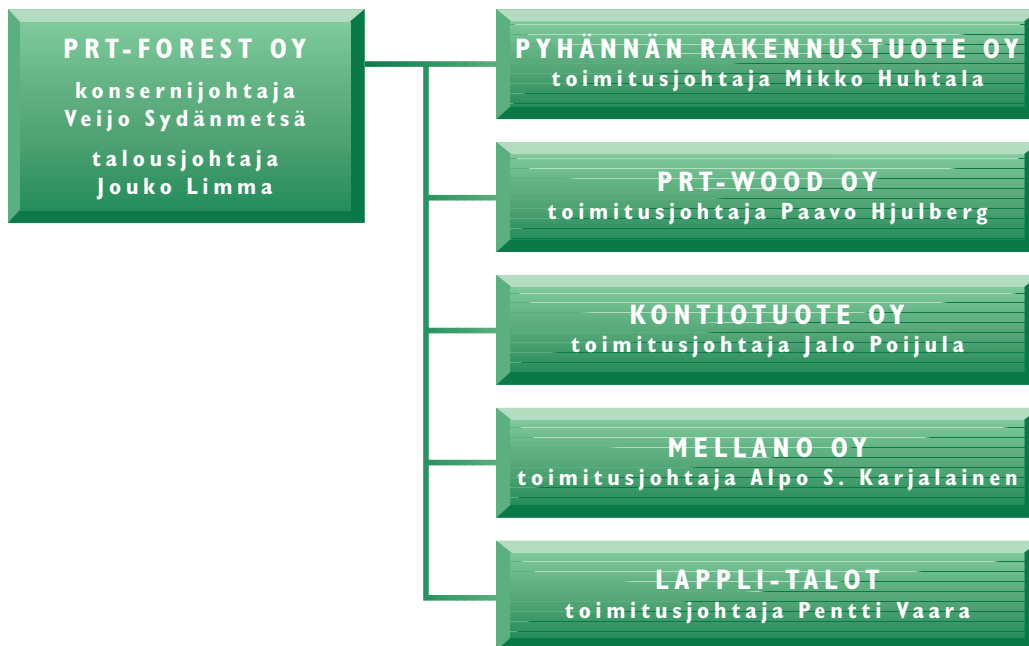 PRT-FOREST OY
konsernijohtaja
Veijo Sydänmetsä
talousjohtaja
Jouko Limma
PYHÄNNÄN RAKENNUSTUOTE OY
toimitusjohtaja Mikko Huhtala
PRT-WOOD OY
toimitusjohtaja Paavo Hjulberg
KONTIOTUOTE OY
toimitusjohtaja Jalo Poijula
MELLANO OY
toimitusjohtaja Alpo S. Karjalainen
LAPPLI-TALOT
toimitusjohtaja Pentti Vaara